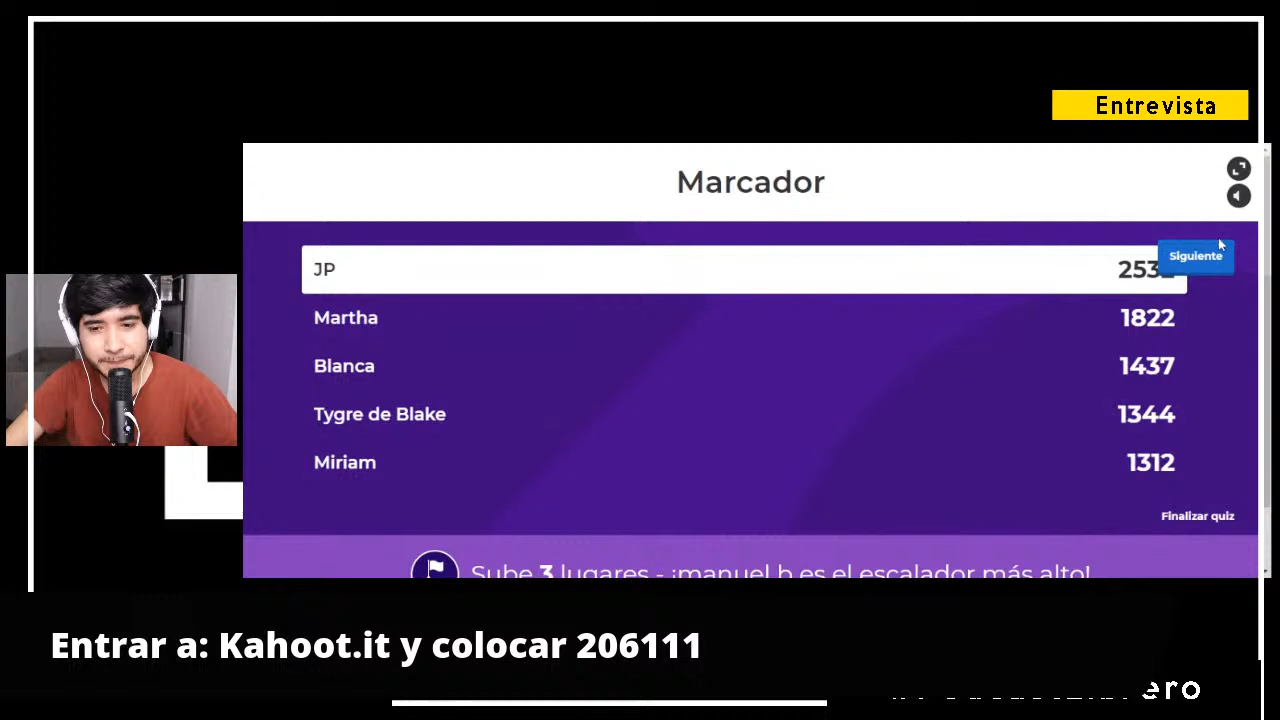 Entrevista
Marcador
JP
Siguiente
Martha 1822
Blanca 1437
Tygre de Blake 1344
Miriam 1312
Finalizar quiz
Sube 3 lugares - ¡manuel b es el escalador más alto!
Entrar a: Kahoot.it y colocar 206111